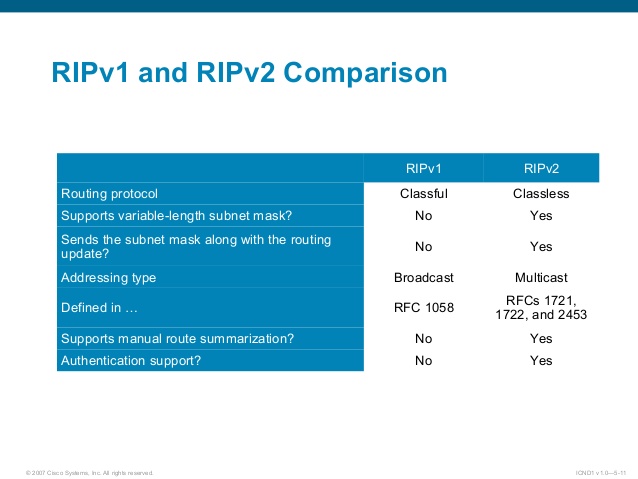 RIPv1 and RIPv2 Comparison
RIPv1 RIPv2
Routing protocol Classful Classless
Supports variable-length subnet mask? No Yes
Sends the subnet mask along with the routing
update? No Yes
Addressing type Broadcast Multicast
Defined in … RFC 1058 RFCs 1721,
1722, and 2453
Supports manual route summarization? No Yes
Authentication support? No Yes
© 2007 Cisco Systems, Inc. All rights reserved. ICND1 v1.0—5-11